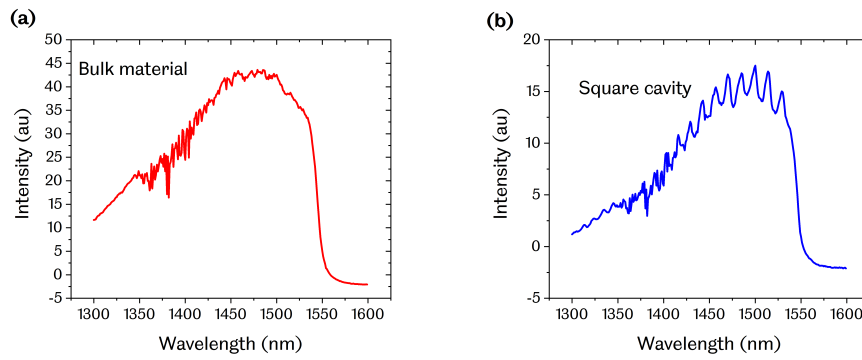 (a)
Bulk material
Intensity (au)
50
45
40
35
30
25
20
15
10
5
0
-5
1300 1350 1400 1450 1500 1550 1600
Wavelength (nm)
(b)
Square cavity
Intensity (au)
20
15
10
5
0
-5
1300 1350 1400 1450 1500 1550 1600
Wavelength (nm)